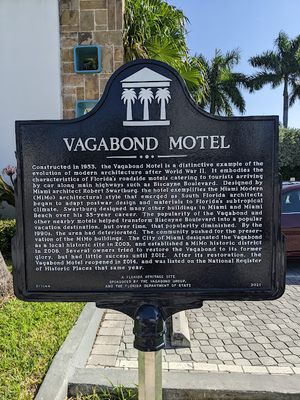 VAGABOND MOTEL
Constructed in 1953, the Vagabond Motel is a distinctive example of the
evolution of modern architecture after World War II. It embodies the
characteristics of Florida's roadside motels catering to tourists arriving
by car along main highways such as Biscayne Boulevard. Designed by
Miami architect Robert Swartburg, the hotel exemplifies the Miami Modern
(MiMo) architectural style that emerged as South Florida architects
began to adapt postwar design and materials to Florida's subtropical
climate. Swartburg designed many other buildings in Miami and Miami
Beach over his 35-year career. The popularity of the Vagabond and
other nearby motels helped transform Biscayne Boulevard into a popular
vacation destination, but over time, that popularity diminished. By the
1990s, the area had deteriorated. The community pushed for the preser-
vation of the MiMo buildings. The City of Miami designated the Vagabond
as a local historic site in 2003, and established a MiMo historic district
in 2006. Several owners tried to restore the Vagabond to its former
glory, but had little success until 2012. After its restoration, the
Vagabond Motel reopened in 2014, and was listed on the National Register
of Historic Places that same year.
A FLORIDA HERITAGE SITE
SPONSORED BY THE VAGABOND GROUP
AND THE FLORIDA DEPARTMENT OF STATE
2021